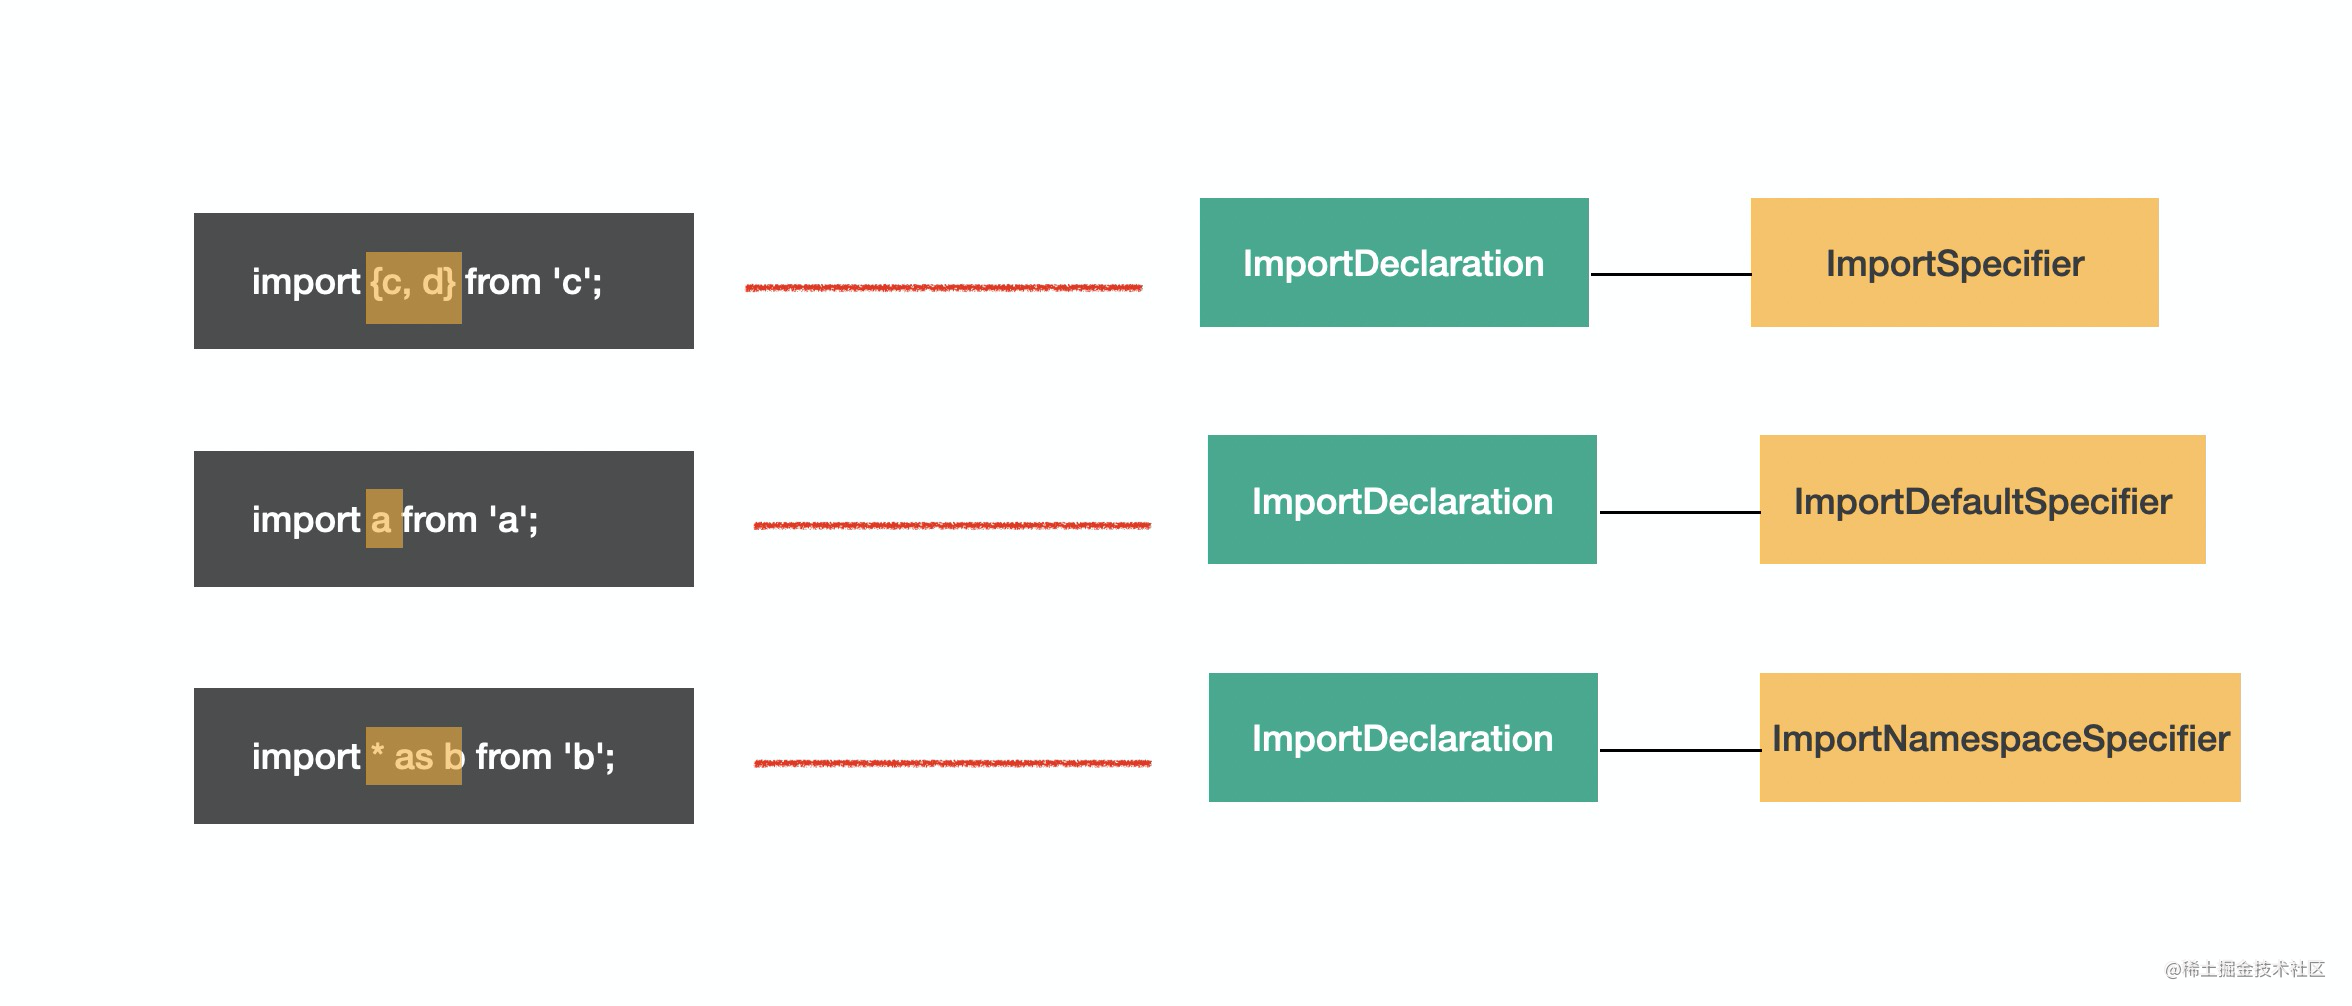 import {c, d} from 'c';
ImportDeclaration
ImportSpecifier
import a from 'a';
ImportDeclaration
ImportDefaultSpecifier
import * as b from 'b';
ImportDeclaration
ImportNamespaceSpecifier
@稀土掘金技术社区